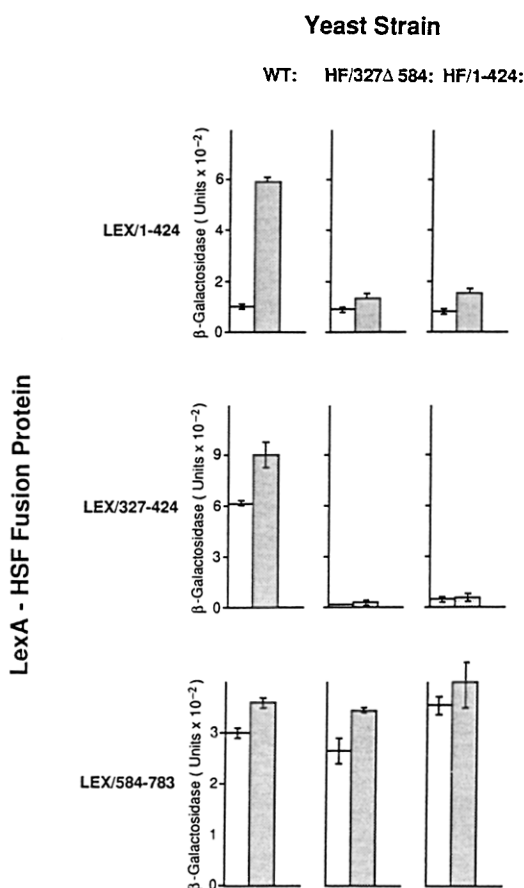 Yeast Strain
WT: HF/327Δ 584: HF/1-424:
LexA - HSF Fusion Protein
LEX/1-424
β-Galactosidase ( Units x 10⁻²)
6
4
2
0
LEX/327-424
β-Galactosidase ( Units x 10⁻²)
9
6
3
0
LEX/584-783
β-Galactosidase ( Units x 10⁻²)
3
2
1
0